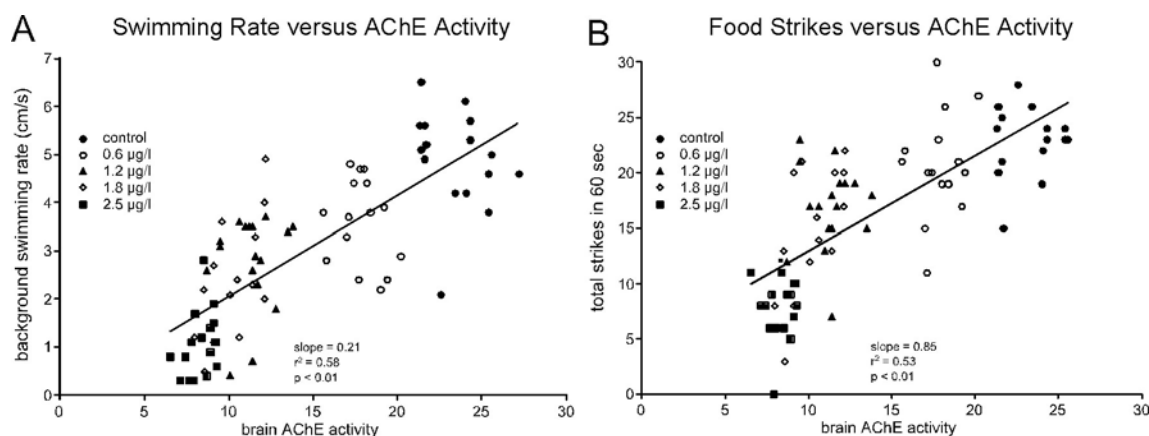 A
Swimming Rate versus AChE Activity
background swimming rate (cm/s)
7
6
5
4
3
2
1
0
control
0.6 µg/l
1.2 µg/l
1.8 µg/l
2.5 µg/l
slope = 0.21
r² = 0.58
p < 0.01
0 5 10 15 20 25 30
brain AChE activity
B
Food Strikes versus AChE Activity
total strikes in 60 sec
30
25
20
15
10
5
0
control
0.6 µg/l
1.2 µg/l
1.8 µg/l
2.5 µg/l
slope = 0.85
r² = 0.53
p < 0.01
0 5 10 15 20 25 30
brain AChE activity